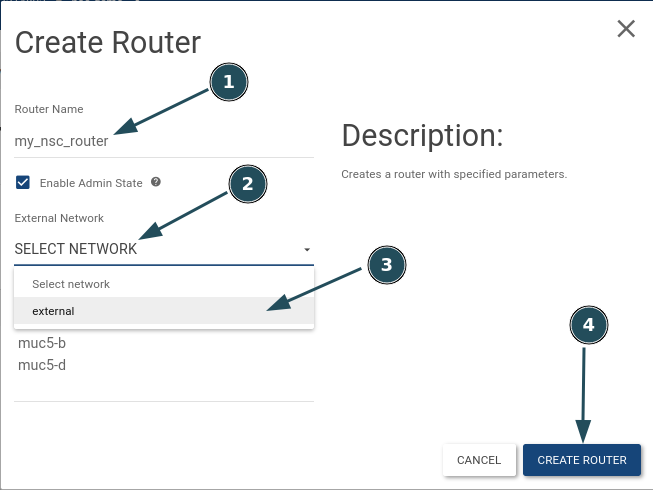 Create Router
1
Router Name
my_nsc_router
Description:
Creates a router with specified parameters.
Enable Admin State
2
External Network
SELECT NETWORK
3
Select network
external
4
muc5-b
muc5-d
CANCEL
CREATE ROUTER